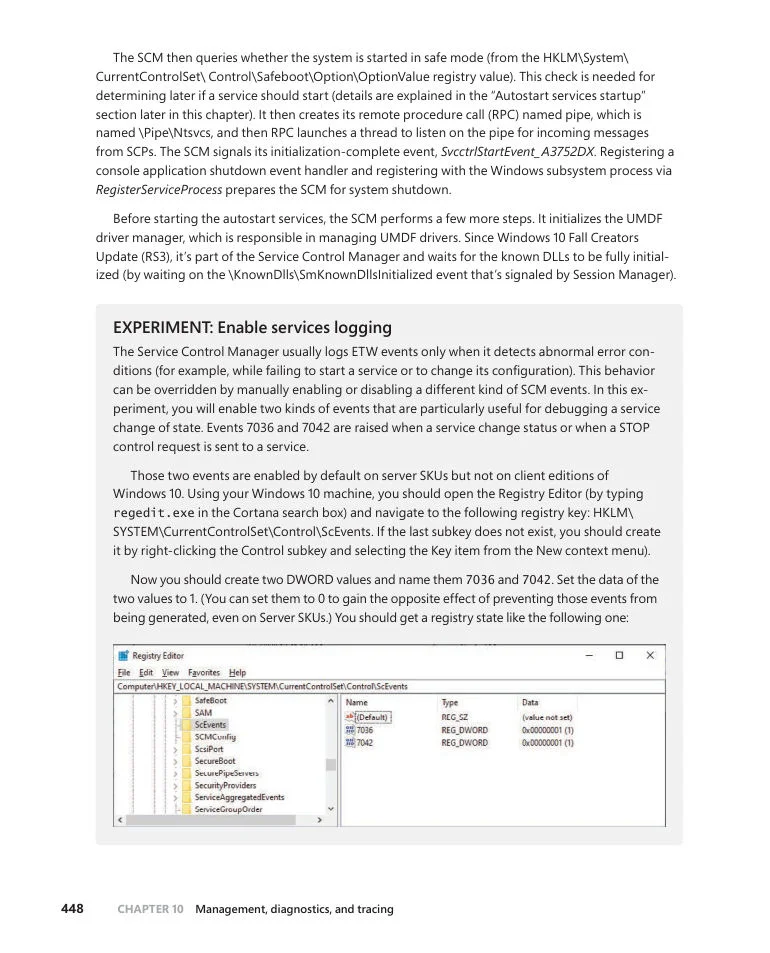 The SCM then queries whether the system is started in safe mode (from the HKLM\System\
CurrentControlSet\ Control\Safeboot\Option\OptionValue registry value). This check is needed for
determining later if a service should start (details are explained in the “Autostart services startup”
section later in this chapter). It then creates its remote procedure call (RPC) named pipe, which is
named \Pipe\Ntsvcs, and then RPC launches a thread to listen on the pipe for incoming messages
from SCPs. The SCM signals its initialization-complete event, SvcctrlStartEvent_A3752DX. Registering a
console application shutdown event handler and registering with the Windows subsystem process via
RegisterServiceProcess prepares the SCM for system shutdown.
Before starting the autostart services, the SCM performs a few more steps. It initializes the UMDF
driver manager, which is responsible in managing UMDF drivers. Since Windows 10 Fall Creators
Update (RS3), it’s part of the Service Control Manager and waits for the known DLLs to be fully initial-
ized (by waiting on the \KnownDlls\SmKnownDllsInitialized event that’s signaled by Session Manager).
EXPERIMENT: Enable services logging
The Service Control Manager usually logs ETW events only when it detects abnormal error con-
ditions (for example, while failing to start a service or to change its configuration). This behavior
can be overridden by manually enabling or disabling a different kind of SCM events. In this ex-
periment, you will enable two kinds of events that are particularly useful for debugging a service
change of state. Events 7036 and 7042 are raised when a service change status or when a STOP
control request is sent to a service.
Those two events are enabled by default on server SKUs but not on client editions of
Windows 10. Using your Windows 10 machine, you should open the Registry Editor (by typing
regedit.exe in the Cortana search box) and navigate to the following registry key: HKLM\
SYSTEM\CurrentControlSet\Control\ScEvents. If the last subkey does not exist, you should create
it by right-clicking the Control subkey and selecting the Key item from the New context menu).
Now you should create two DWORD values and name them 7036 and 7042. Set the data of the
two values to 1. (You can set them to 0 to gain the opposite effect of preventing those events from
being generated, even on Server SKUs.) You should get a registry state like the following one:
Registry Editor
File Edit View Favorites Help
Computer\HKEY_LOCAL_MACHINE\SYSTEM\CurrentControlSet\Control\ScEvents
SafeBoot
SAM
ScEvents
SCMConfig
ScsiPort
SecureBoot
SecurePipeServers
SecurityProviders
ServiceAggregatedEvents
ServiceGroupOrder
Name Type Data
(Default) REG_SZ (value not set)
7036 REG_DWORD 0x00000001 (1)
7042 REG_DWORD 0x00000001 (1)
448 CHAPTER 10 Management, diagnostics, and tracing